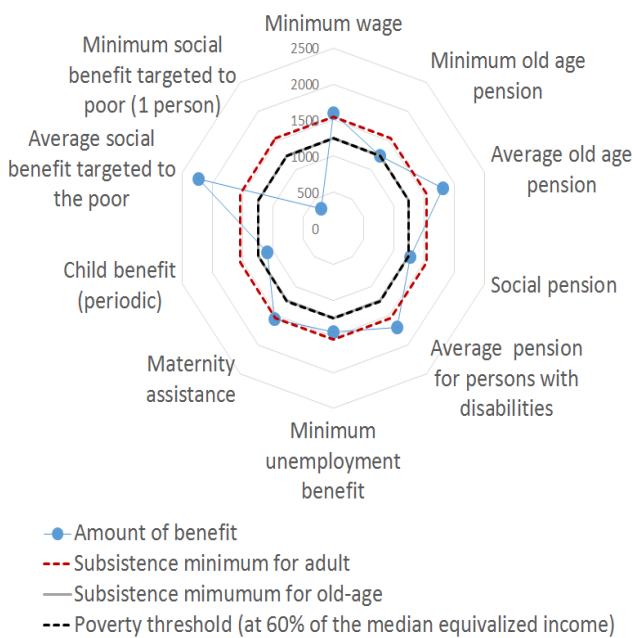 Minimum wage
Minimum old age
pension
Average old age
pension
Social pension
Average pension
for persons with
disabilities
Minimum
unemployment
benefit
Maternity
assistance
Child benefit
(periodic)
Average social
benefit targeted to
the poor
Minimum social
benefit targeted to
poor (1 person)
2500
2000
1500
1000
500
0
Amount of benefit
Subsistence minimum for adult
Subsistence mimumum for old-age
Poverty threshold (at 60% of the median equivalized income)